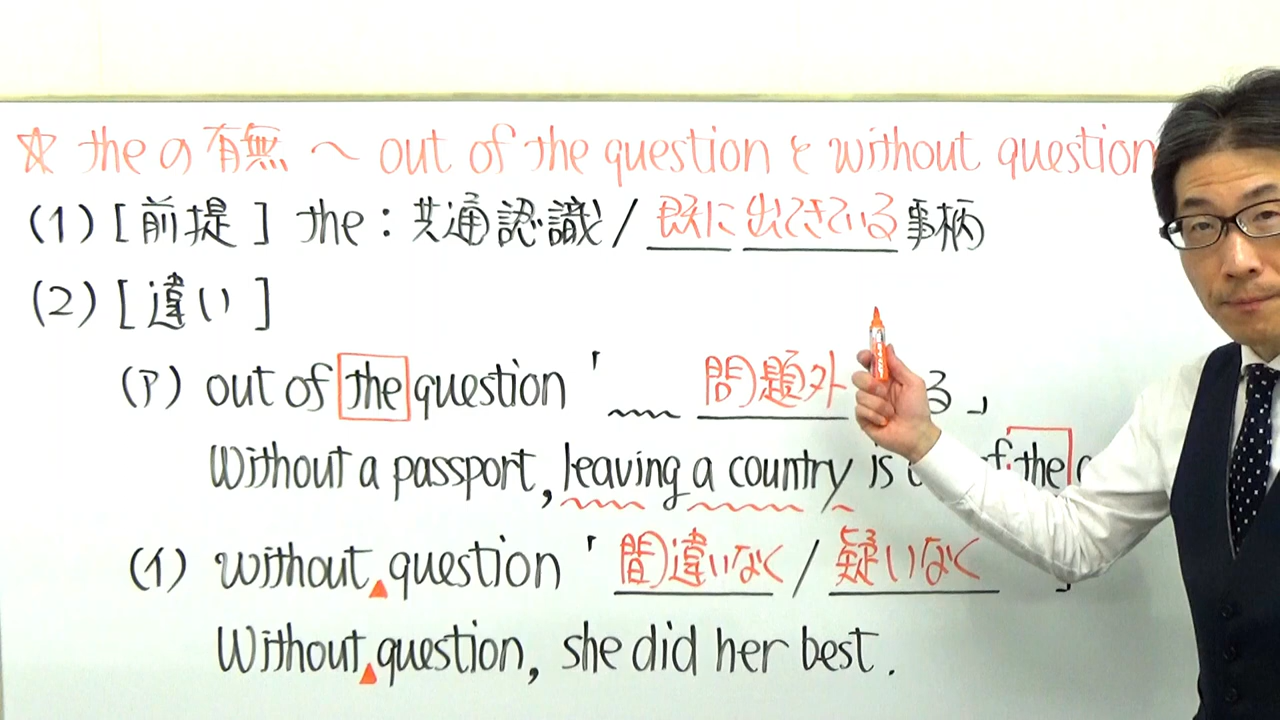 ☆ theの有無 〜 out of the question と without question
(1) [前提] the : 共通認識 / 既に出てきている事柄
(2) [違い]
(ア) out of the question 「 問題外 る」
Without a passport, leaving a country is the
(イ) without▲question 「間違いなく / 疑いなく 」
Without▲question, she did her best.